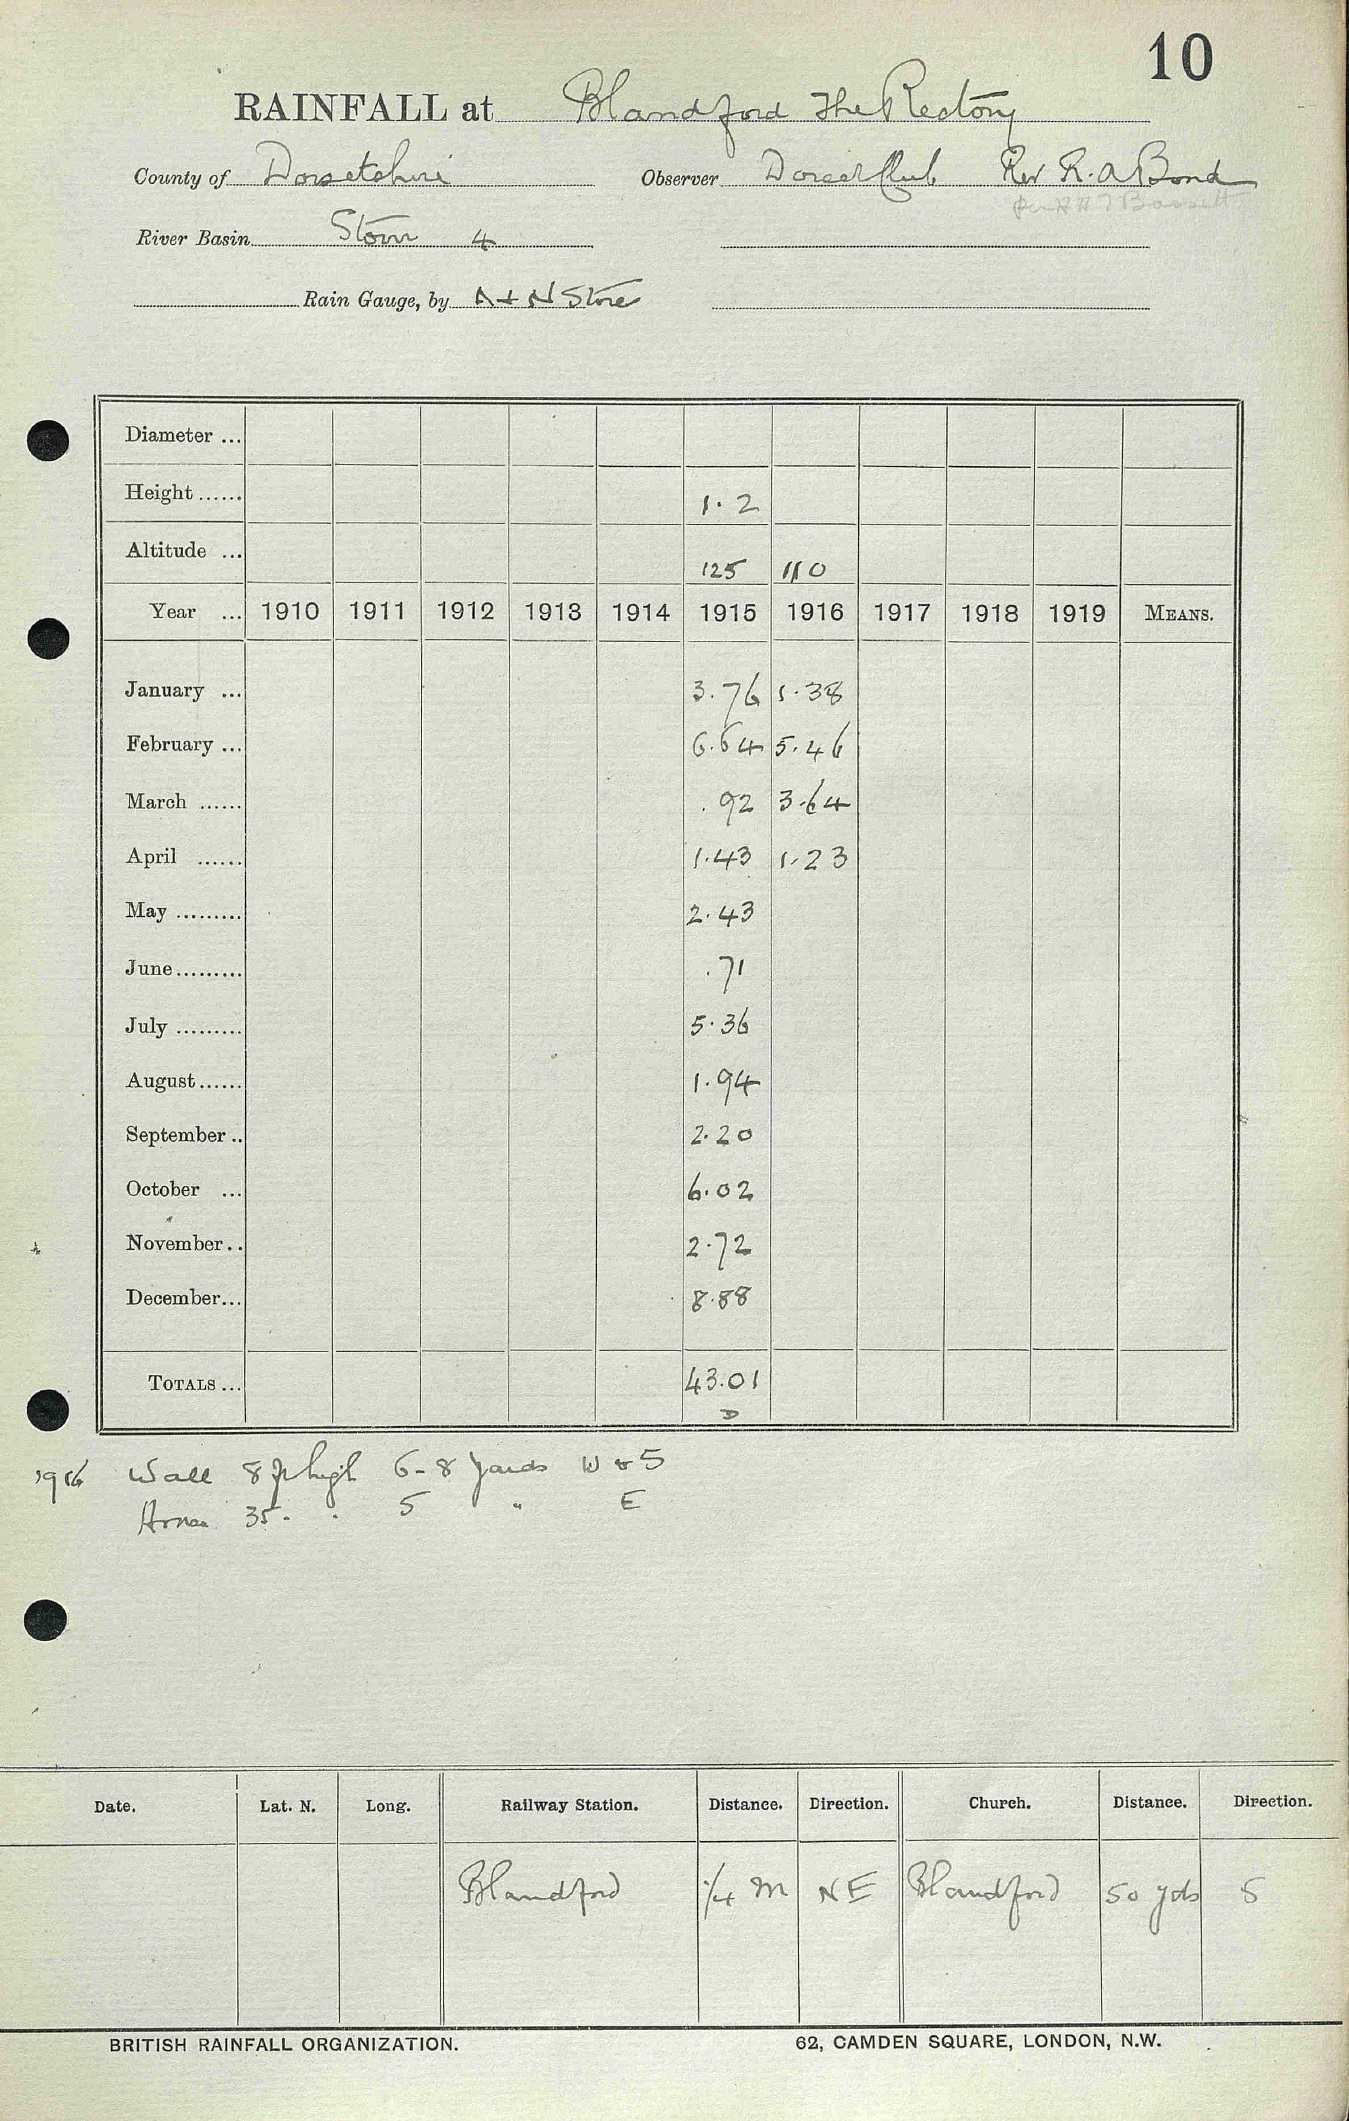 10
RAINFALL at Blandford The Rectory
County of Dorsetshire Observer Dorset Club Rev R. A Bond
Bassett
River Basin Stour 4
Rain Gauge, by A + N Store
Diameter ...
Height ...... 1.2
Altitude ... 125 110
Year ... 1910 1911 1912 1913 1914 1915 1916 1917 1918 1919 MEANS.
January ... 3.76 1.38
February ... 6.64 5.46
March ...... .92 3.64
April ...... 1.43 1.23
May ......... 2.43
June ......... .71
July ......... 5.36
August ...... 1.94
September .. 2.20
October ... 6.02
November .. 2.72
December ... 8.88
TOTALS ... 43.01
D
1916 Wall 8 ft high 6-8 yards W & S
35 5 " E
Date. Lat. N. Long. Railway Station. Distance. Direction. Church. Distance. Direction.
Blandford 1/4 m NE Blandford 50 yds S
BRITISH RAINFALL ORGANIZATION. 62, CAMDEN SQUARE, LONDON, N.W.